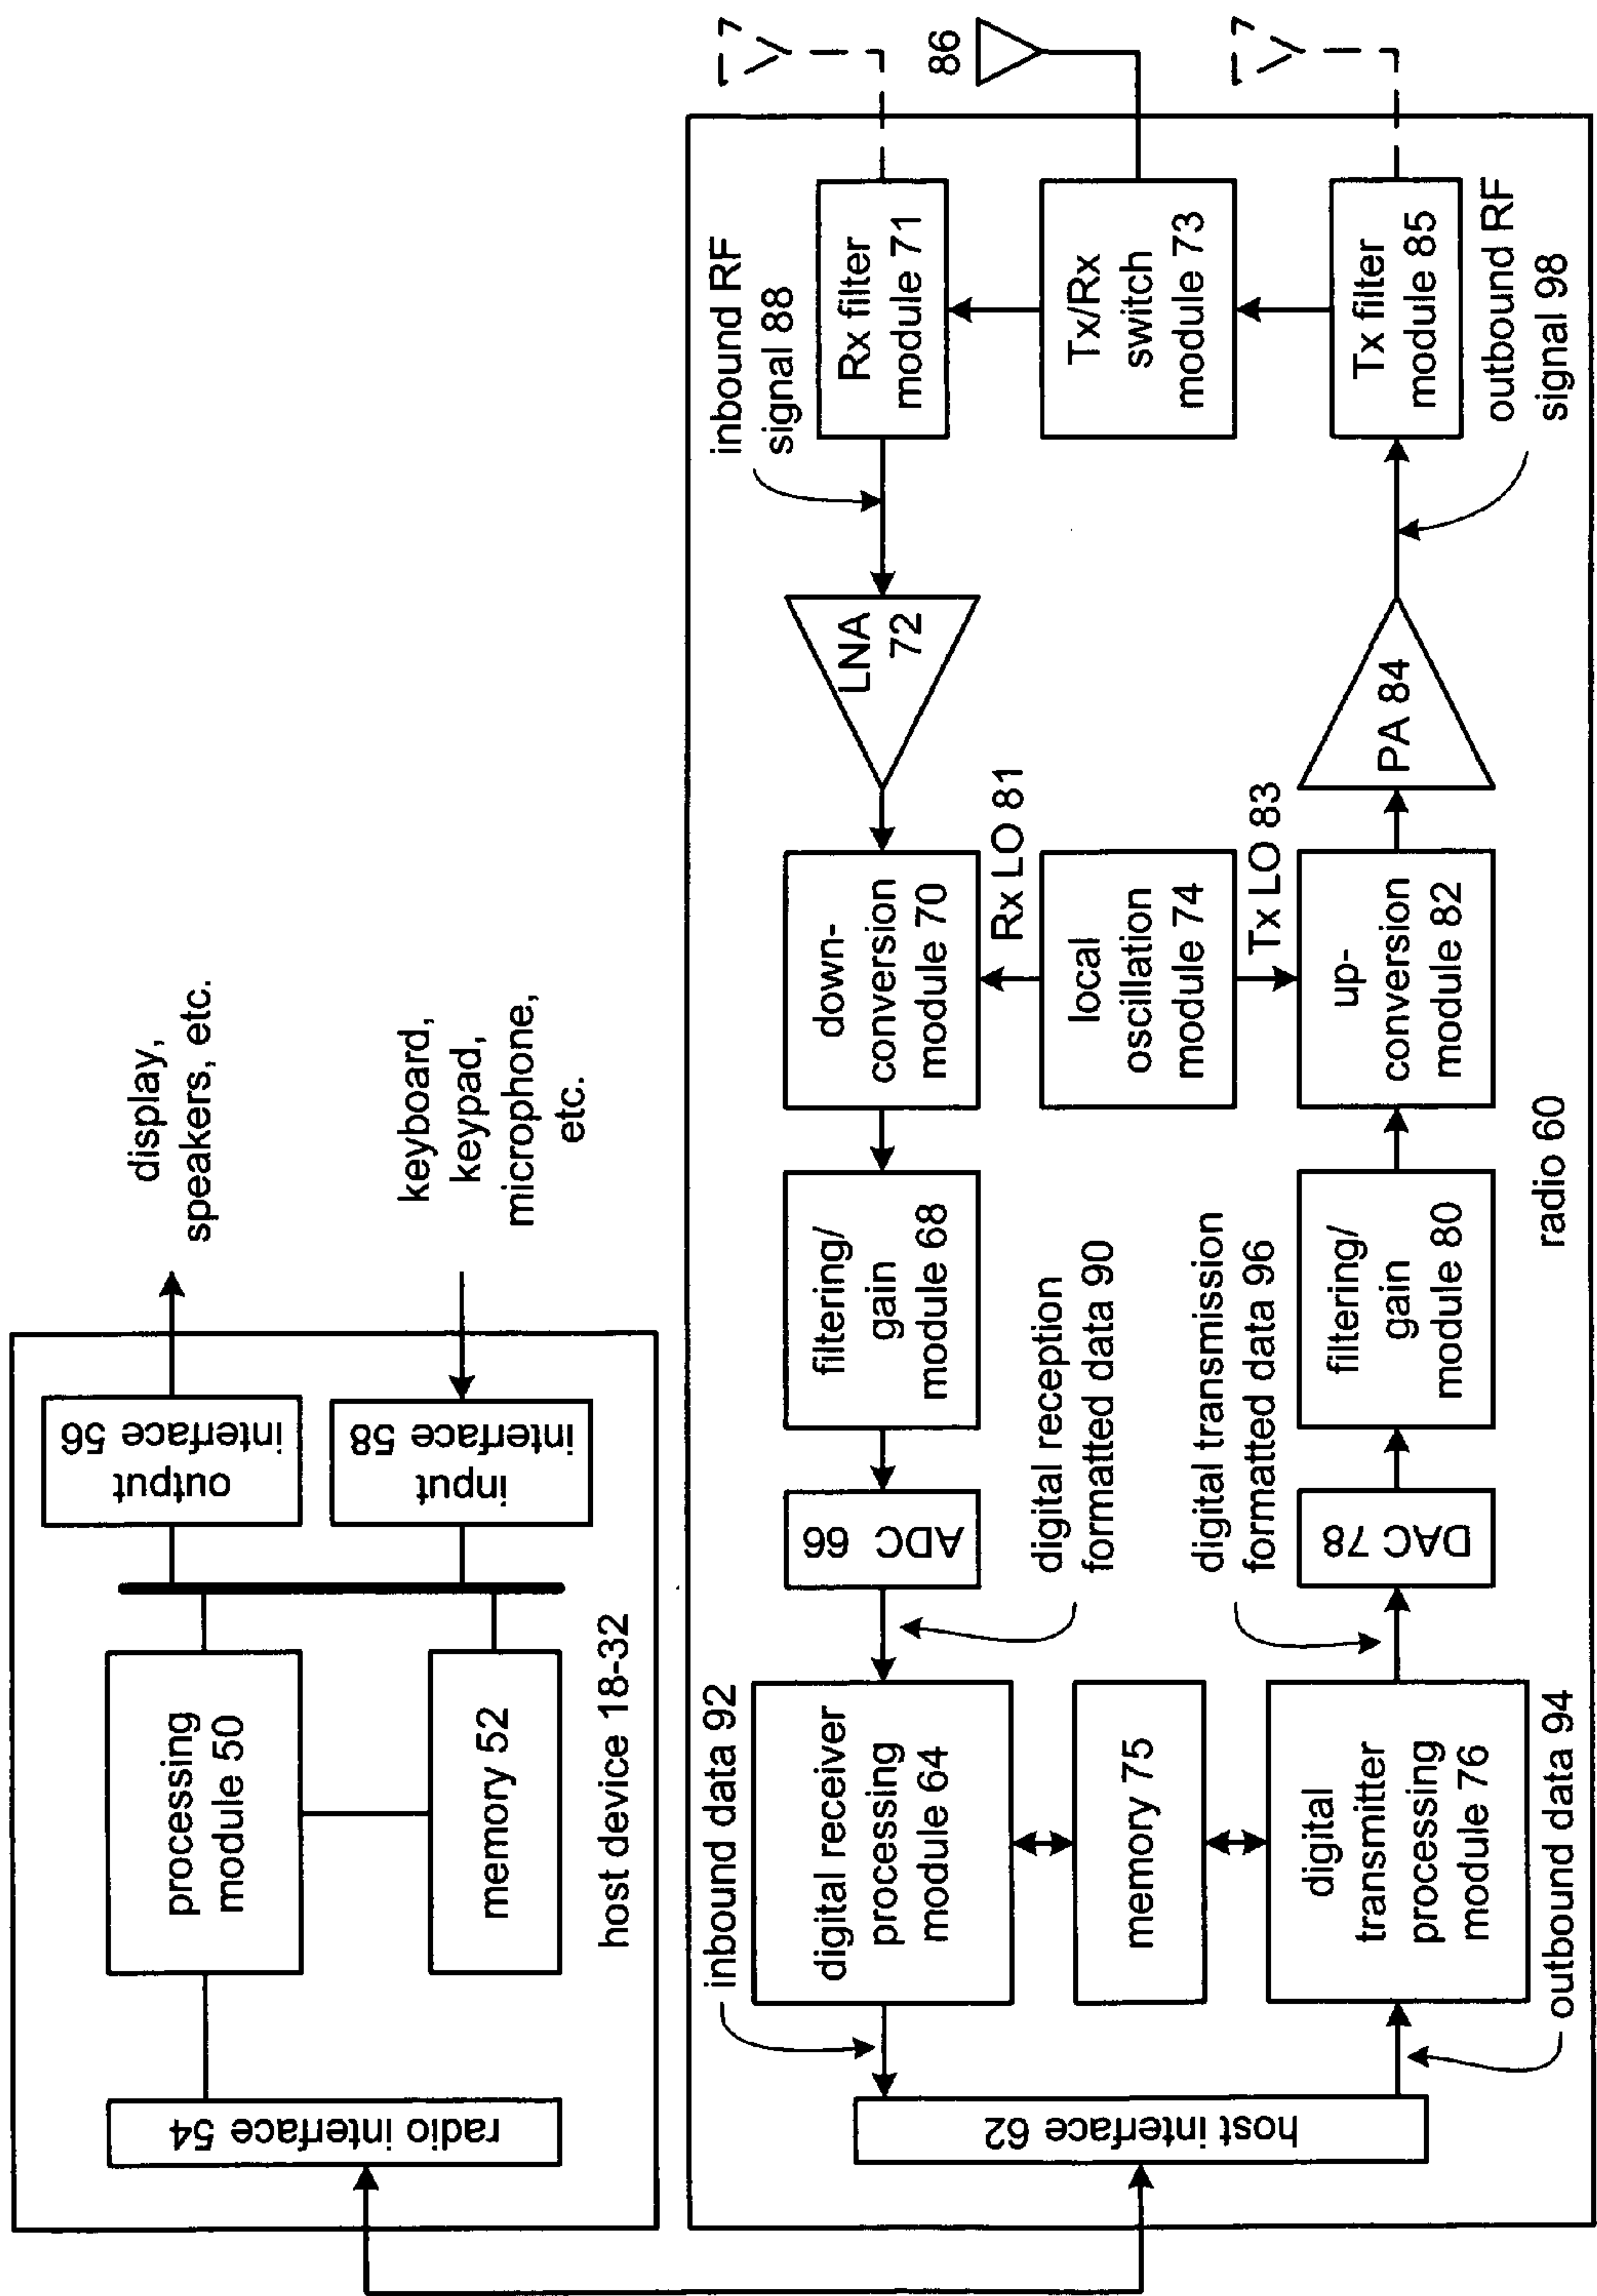 display,
speakers, etc.
keyboard,
keypad,
microphone,
etc.
output
interface 56
input
interface 58
processing
module 50
memory 52
radio interface 54
host device 18-32
86
inbound RF
signal 88
Rx filter
module 71
Tx/Rx
switch
module 73
Tx filter
module 85
outbound RF
signal 98
LNA
72
PA 84
down-
conversion
module 70
Rx LO 81
local
oscillation
module 74
Tx LO 83
up-
conversion
module 82
filtering/
gain
module 68
filtering/
gain
module 80
ADC 66
DAC 78
digital reception
formatted data 90
digital transmission
formatted data 96
inbound data 92
digital receiver
processing
module 64
memory 75
digital
transmitter
processing
module 76
outbound data 94
host interface 62
radio 60